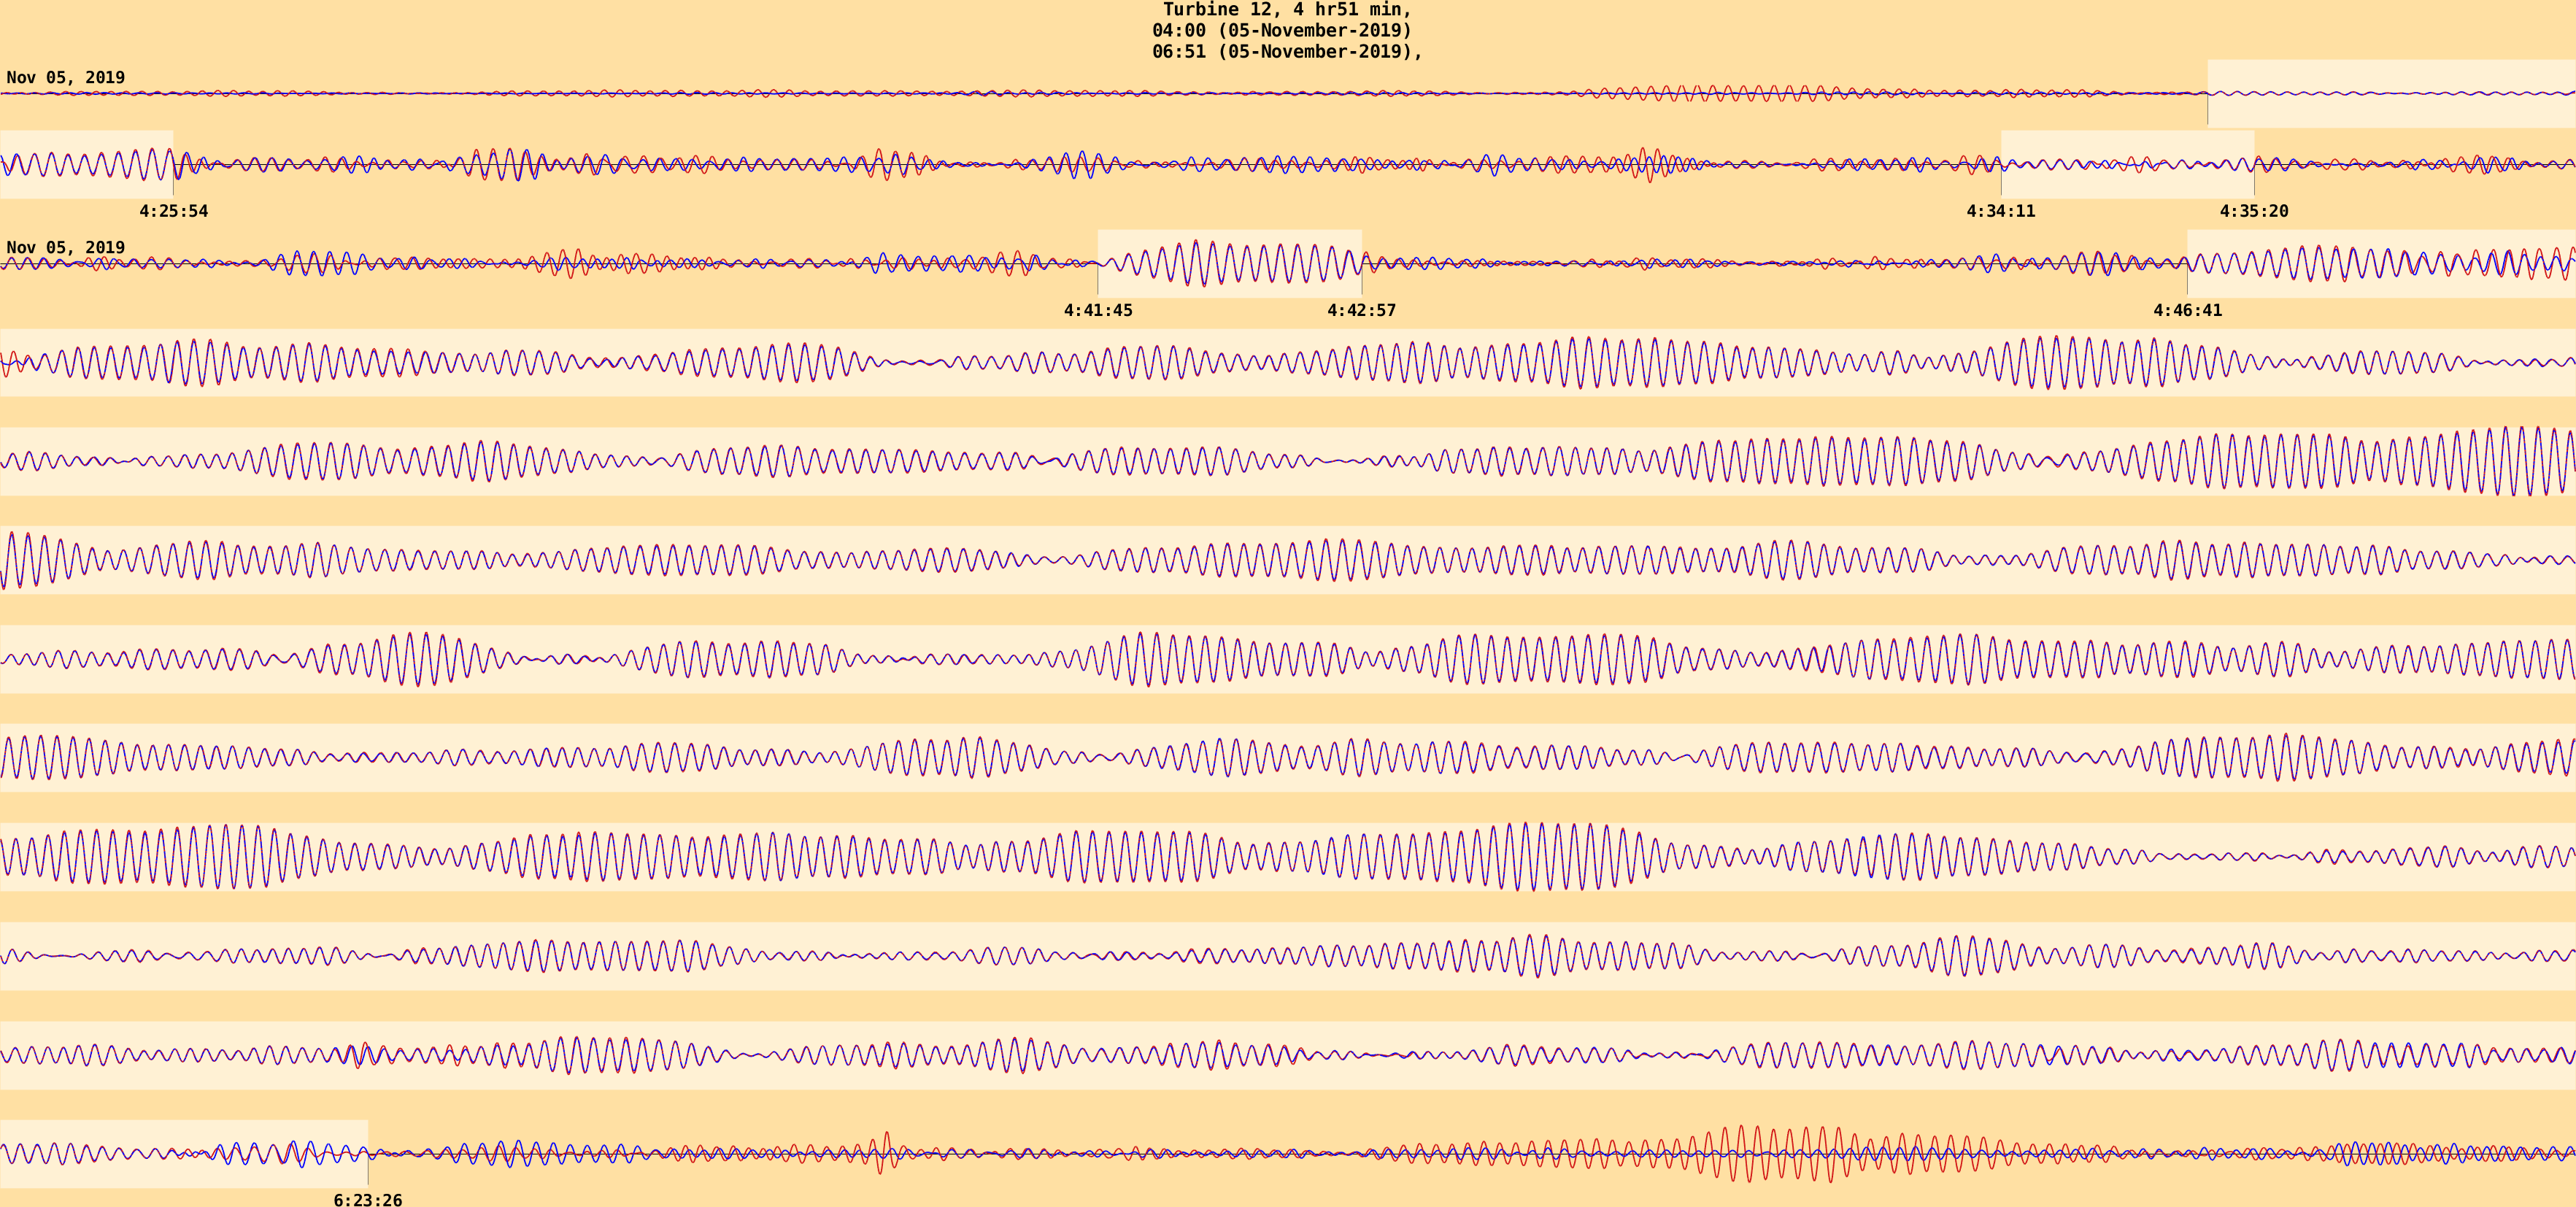 Turbine 12, 4 hr51 min,
04:00 (05-November-2019)
06:51 (05-November-2019),
Nov 05, 2019
4:25:54
4:34:11
4:35:20
Nov 05, 2019
4:41:45
4:42:57
4:46:41
6:23:26